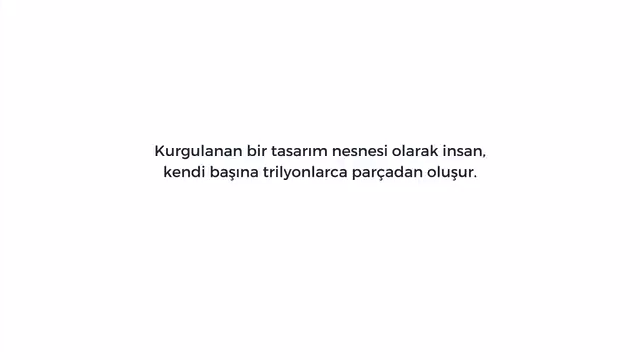 Kurgulanan bir tasarım nesnesi olarak insan,
kendi başına trilyonlarca parçadan oluşur.